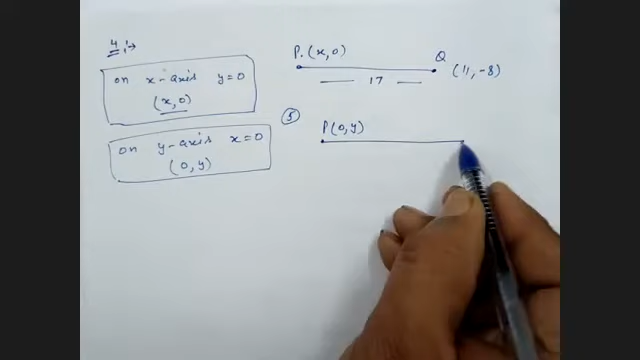 4 :→
on x-axis y=0
(x, 0)
on y-axis x=0
(0, y)
P. (x, 0)
Q
(11, -8)
17
5
P(0, y)